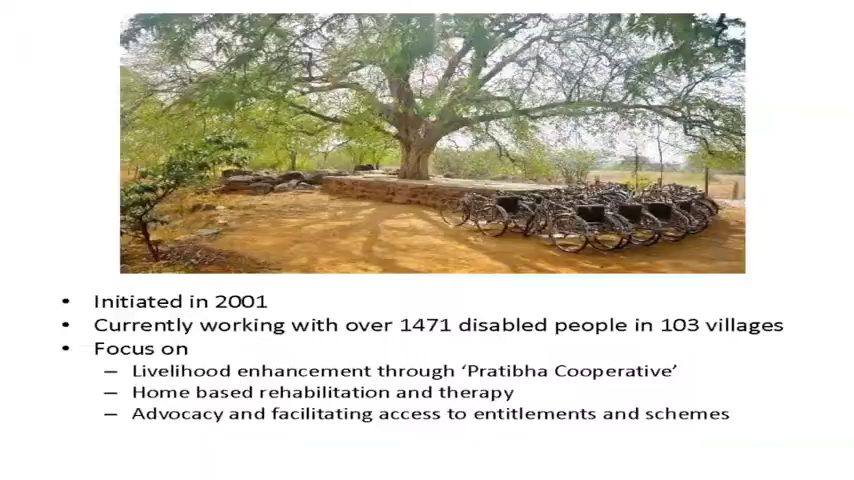 • Initiated in 2001
• Currently working with over 1471 disabled people in 103 villages
• Focus on
– Livelihood enhancement through ‘Pratibha Cooperative’
– Home based rehabilitation and therapy
– Advocacy and facilitating access to entitlements and schemes